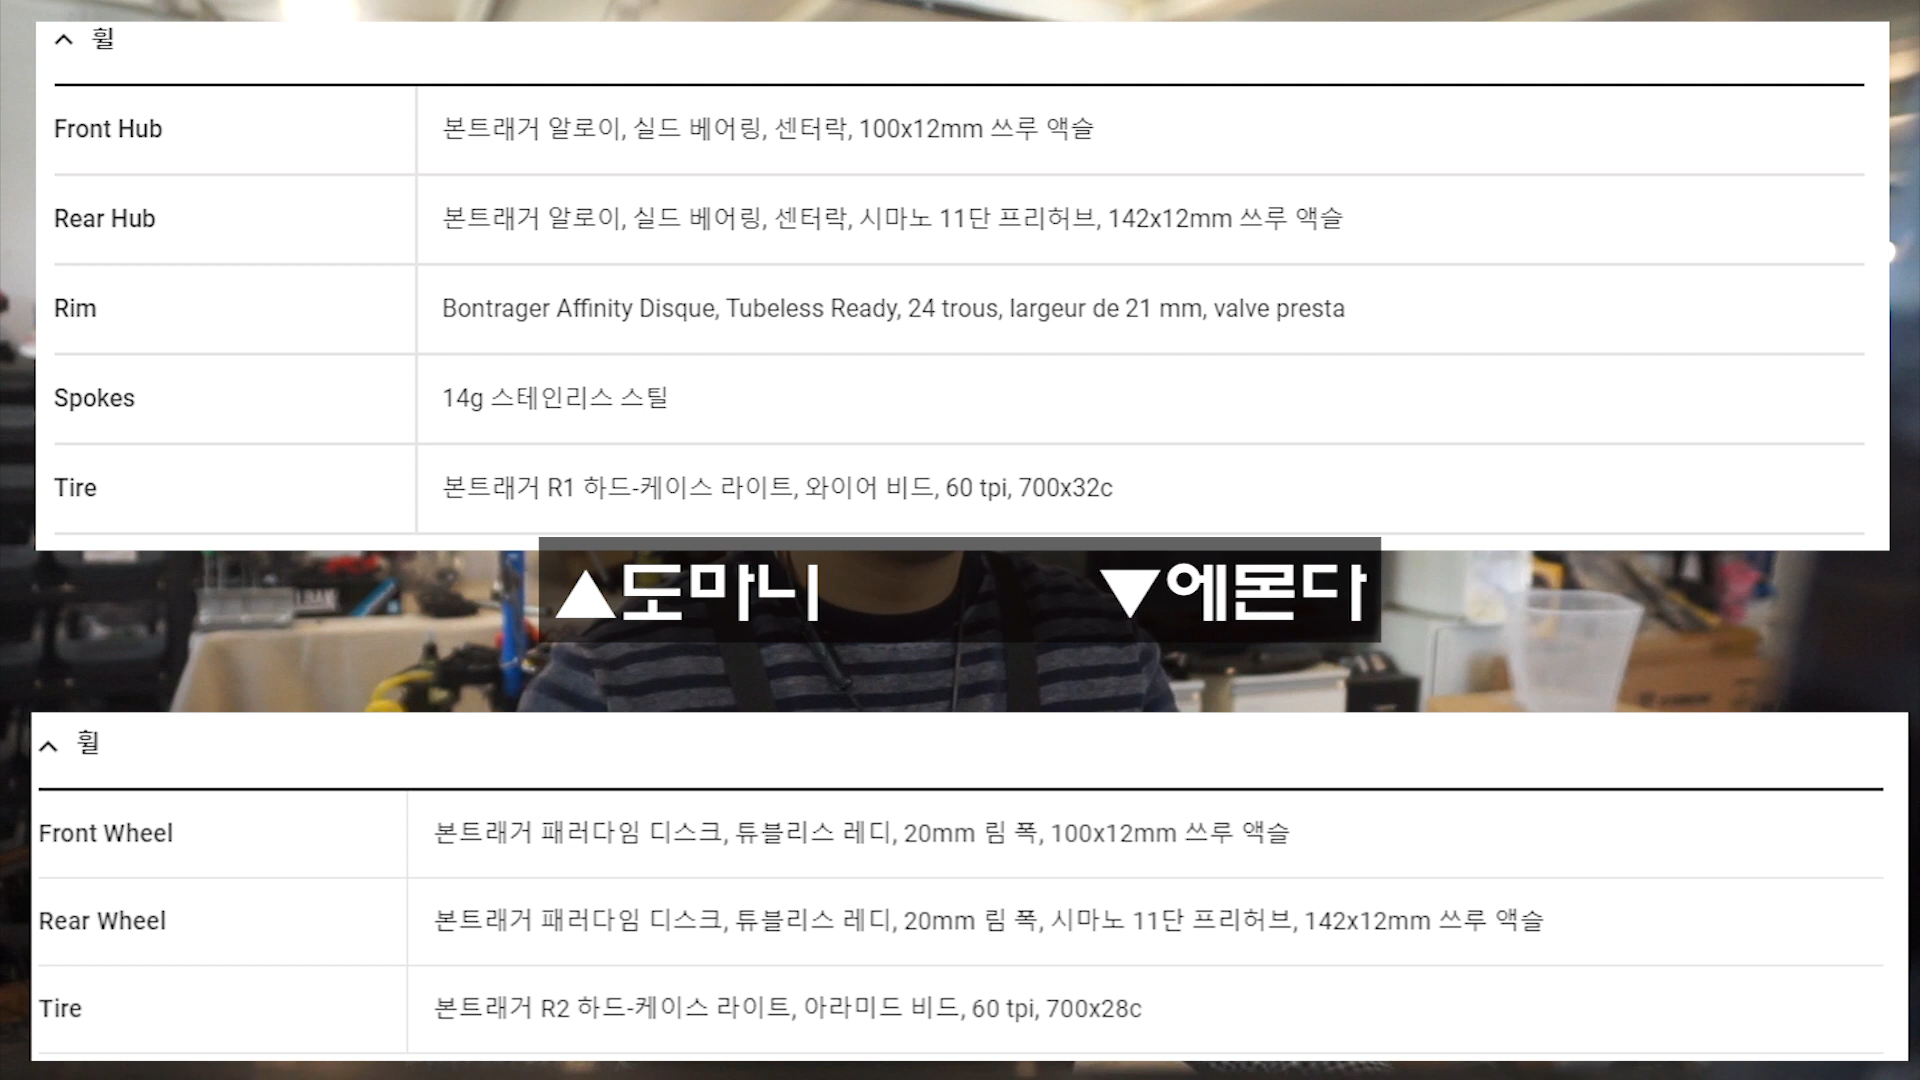 휠
Front Hub 본트래거 알로이, 실드 베어링, 센터락, 100x12mm 쓰루 액슬
Rear Hub 본트래거 알로이, 실드 베어링, 센터락, 시마노 11단 프리허브, 142x12mm 쓰루 액슬
Rim Bontrager Affinity Disque, Tubeless Ready, 24 trous, largeur de 21 mm, valve presta
Spokes 14g 스테인리스 스틸
Tire 본트래거 R1 하드-케이스 라이트, 와이어 비드, 60 tpi, 700x32c
▲도마니 ▼에몬다
휠
Front Wheel 본트래거 패러다임 디스크, 튜블리스 레디, 20mm 림 폭, 100x12mm 쓰루 액슬
Rear Wheel 본트래거 패러다임 디스크, 튜블리스 레디, 20mm 림 폭, 시마노 11단 프리허브, 142x12mm 쓰루 액슬
Tire 본트래거 R2 하드-케이스 라이트, 아라미드 비드, 60 tpi, 700x28c